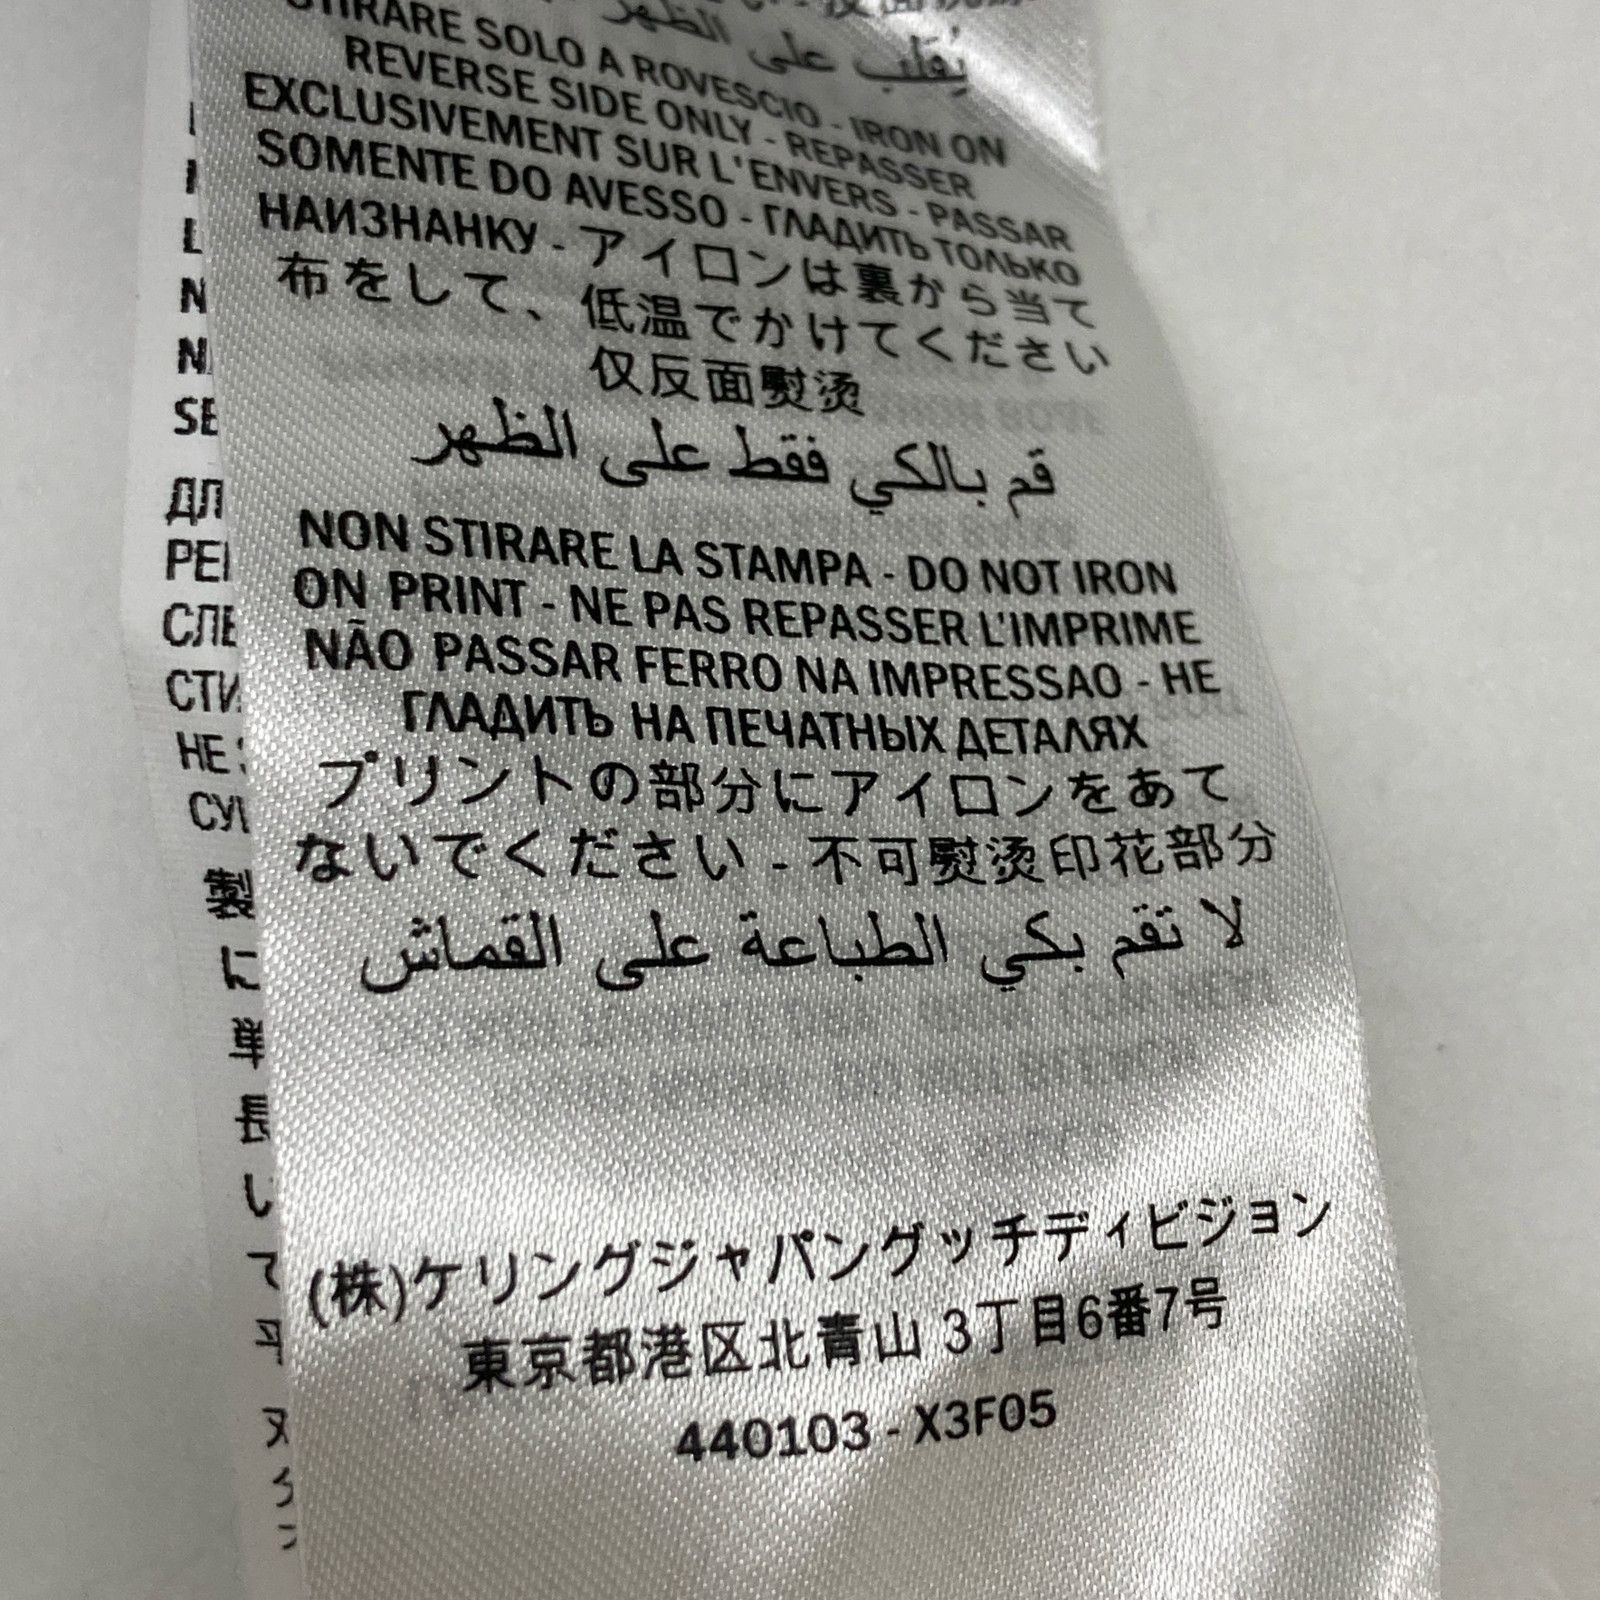 يُقلب على الظهر
STIRARE SOLO A ROVESCIO - IRON ON
REVERSE SIDE ONLY - REPASSER
EXCLUSIVEMENT SUR L'ENVERS - PASSAR
SOMENTE DO AVESSO - ГЛАДИТЬ ТОЛЬКО
НАИЗНАНКУ - アイロンは裏から当て
布をして、低温でかけてください
仅反面熨烫
قم بالكي فقط على الظهر
NON STIRARE LA STAMPA - DO NOT IRON
ON PRINT - NE PAS REPASSER L'IMPRIME
NÃO PASSAR FERRO NA IMPRESSAO - НЕ
ГЛАДИТЬ НА ПЕЧАТНЫХ ДЕТАЛЯХ
プリントの部分にアイロンをあて
ないでください - 不可熨烫印花部分
لا تقم بكي الطباعة على القماش
(株)ケリングジャパングッチディビジョン
東京都港区北青山 3丁目6番7号
440103 - X3F05